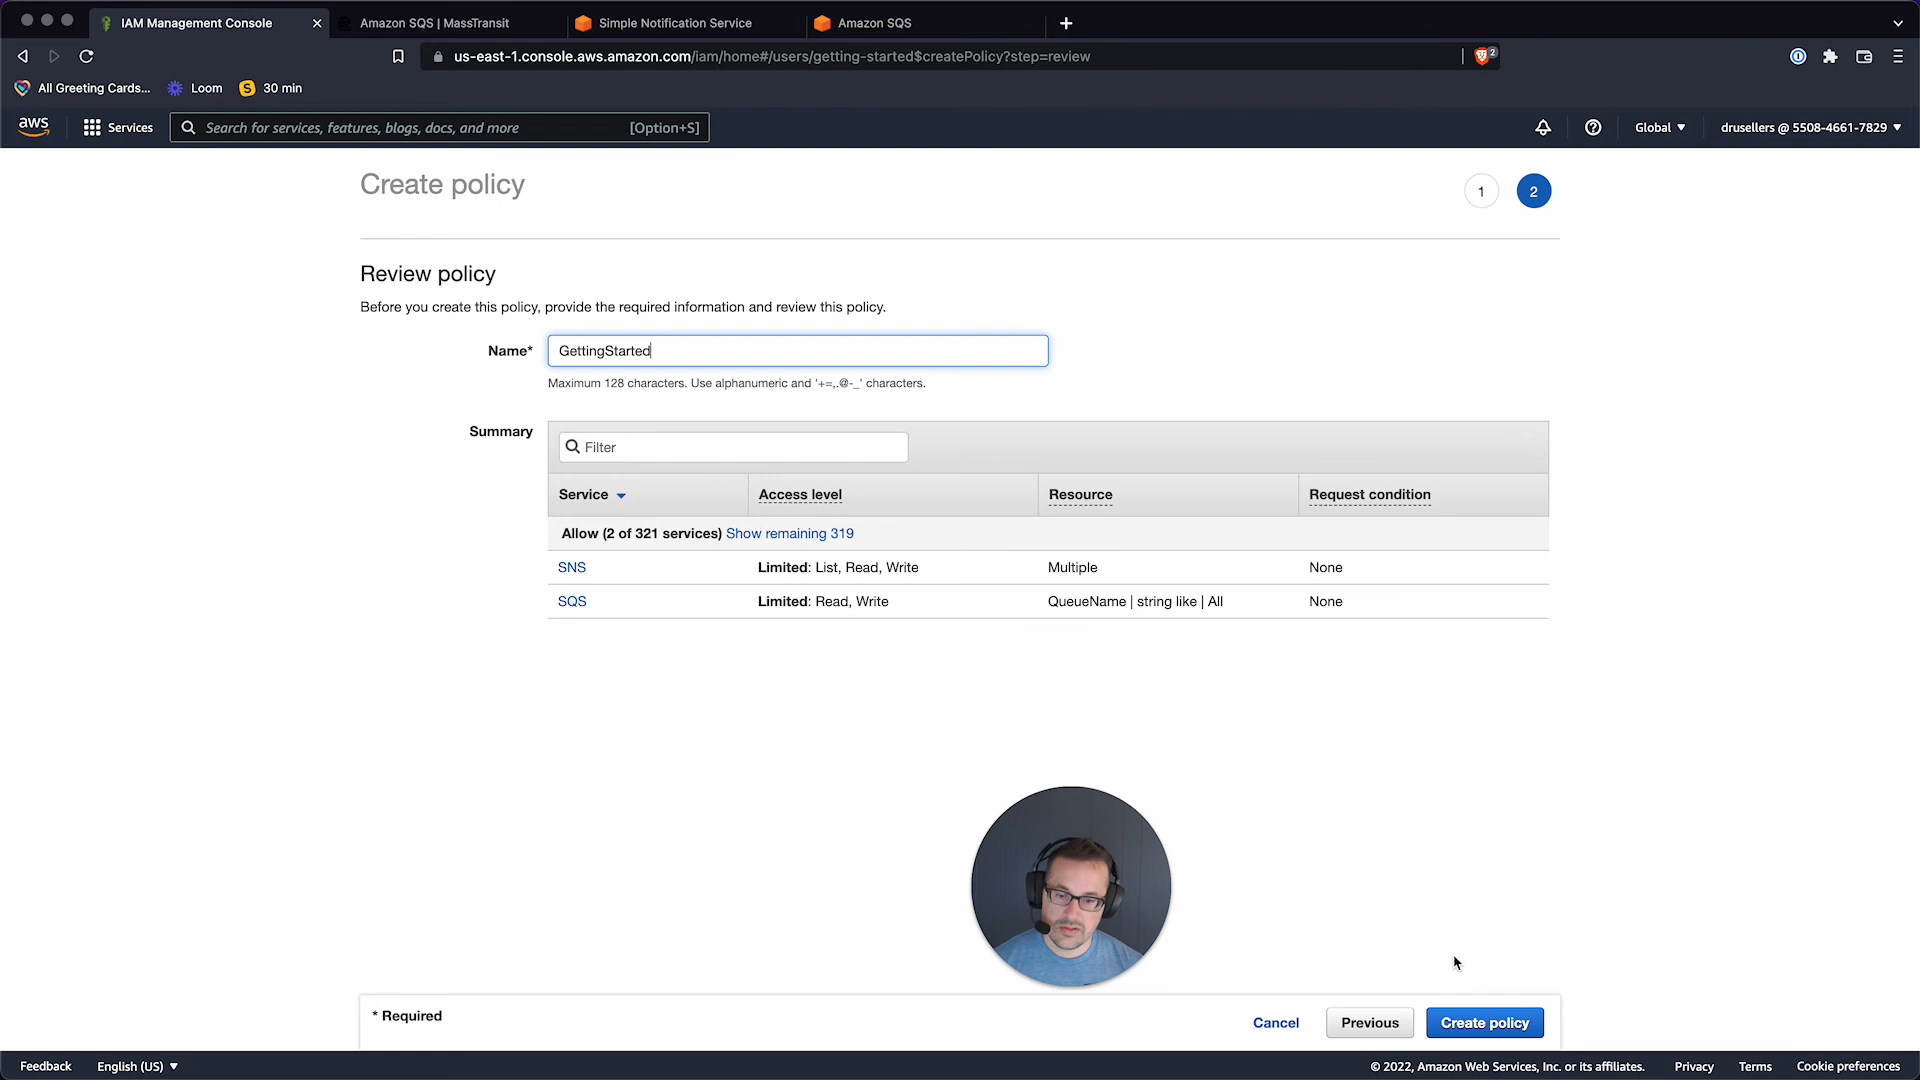 IAM Management Console
Amazon SQS | MassTransit
Simple Notification Service
Amazon SQS
us-east-1.console.aws.amazon.com/iam/home#/users/getting-started$createPolicy?step=review
2
All Greeting Cards...
Loom
S
30 min
aws
Services
Search for services, features, blogs, docs, and more
[Option+S]
Global
drusellers @ 5508-4661-7829
Create policy
1
2
Review policy
Before you create this policy, provide the required information and review this policy.
Name*
GettingStarted
Maximum 128 characters. Use alphanumeric and '+=,.@-_' characters.
Summary
Filter
Service
Access level
Resource
Request condition
Allow (2 of 321 services) Show remaining 319
SNS
Limited: List, Read, Write
Multiple
None
SQS
Limited: Read, Write
QueueName | string like | All
None
* Required
Cancel
Previous
Create policy
Feedback
English (US)
© 2022, Amazon Web Services, Inc. or its affiliates.
Privacy
Terms
Cookie preferences